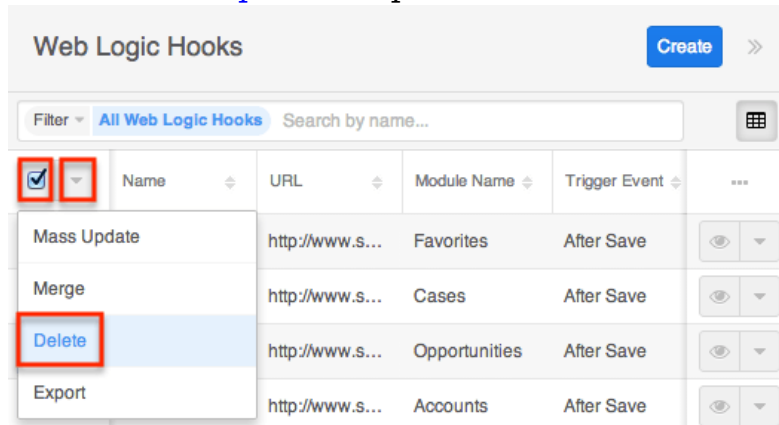 Web Logic Hooks
Create
Filter All Web Logic Hooks Search by name...
Name URL Module Name Trigger Event
Mass Update
http://www.s... Favorites After Save
Merge
http://www.s... Cases After Save
Delete
http://www.s... Opportunities After Save
Export
http://www.s... Accounts After Save